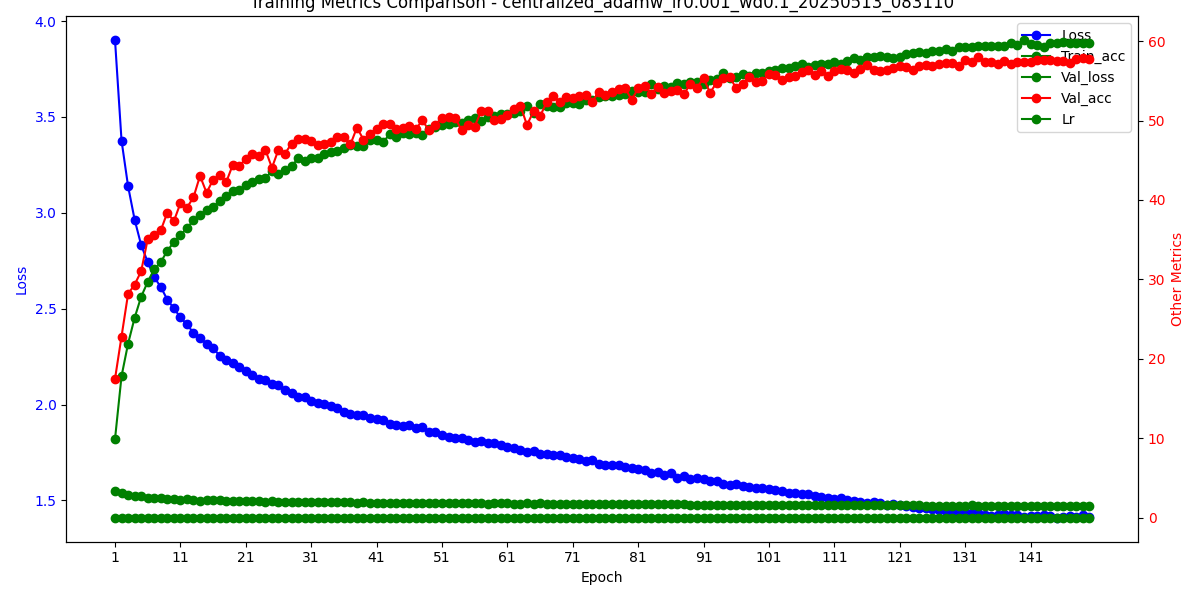 Training Metrics Comparison - centralized_adamw_lr0.001_wd0.1_20250513_083110
4.0
3.5
3.0
2.5
2.0
1.5
Loss
60
50
40
30
20
10
0
Other Metrics
Loss
Train_acc
Val_loss
Val_acc
Lr
1 11 21 31 41 51 61 71 81 91 101 111 121 131 141
Epoch